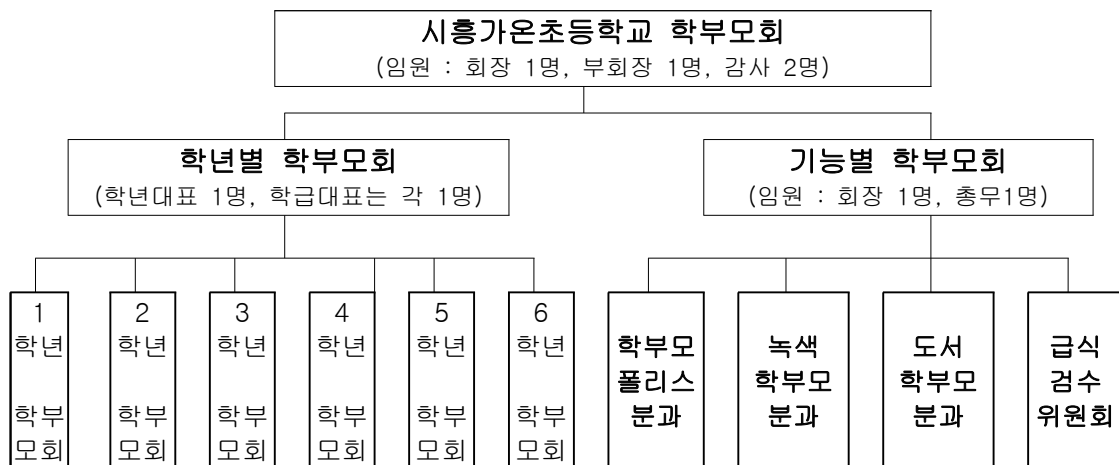 시흥가온초등학교 학부모회
(임원 : 회장 1명, 부회장 1명, 감사 2명)
학년별 학부모회
(학년대표 1명, 학급대표는 각 1명)
기능별 학부모회
(임원 : 회장 1명, 총무1명)
1
학년
학부
모회
2
학년
학부
모회
3
학년
학부
모회
4
학년
학부
모회
5
학년
학부
모회
6
학년
학부
모회
학부모
폴리스
분과
녹색
학부모
분과
도서
학부모
분과
급식
검수
위원회